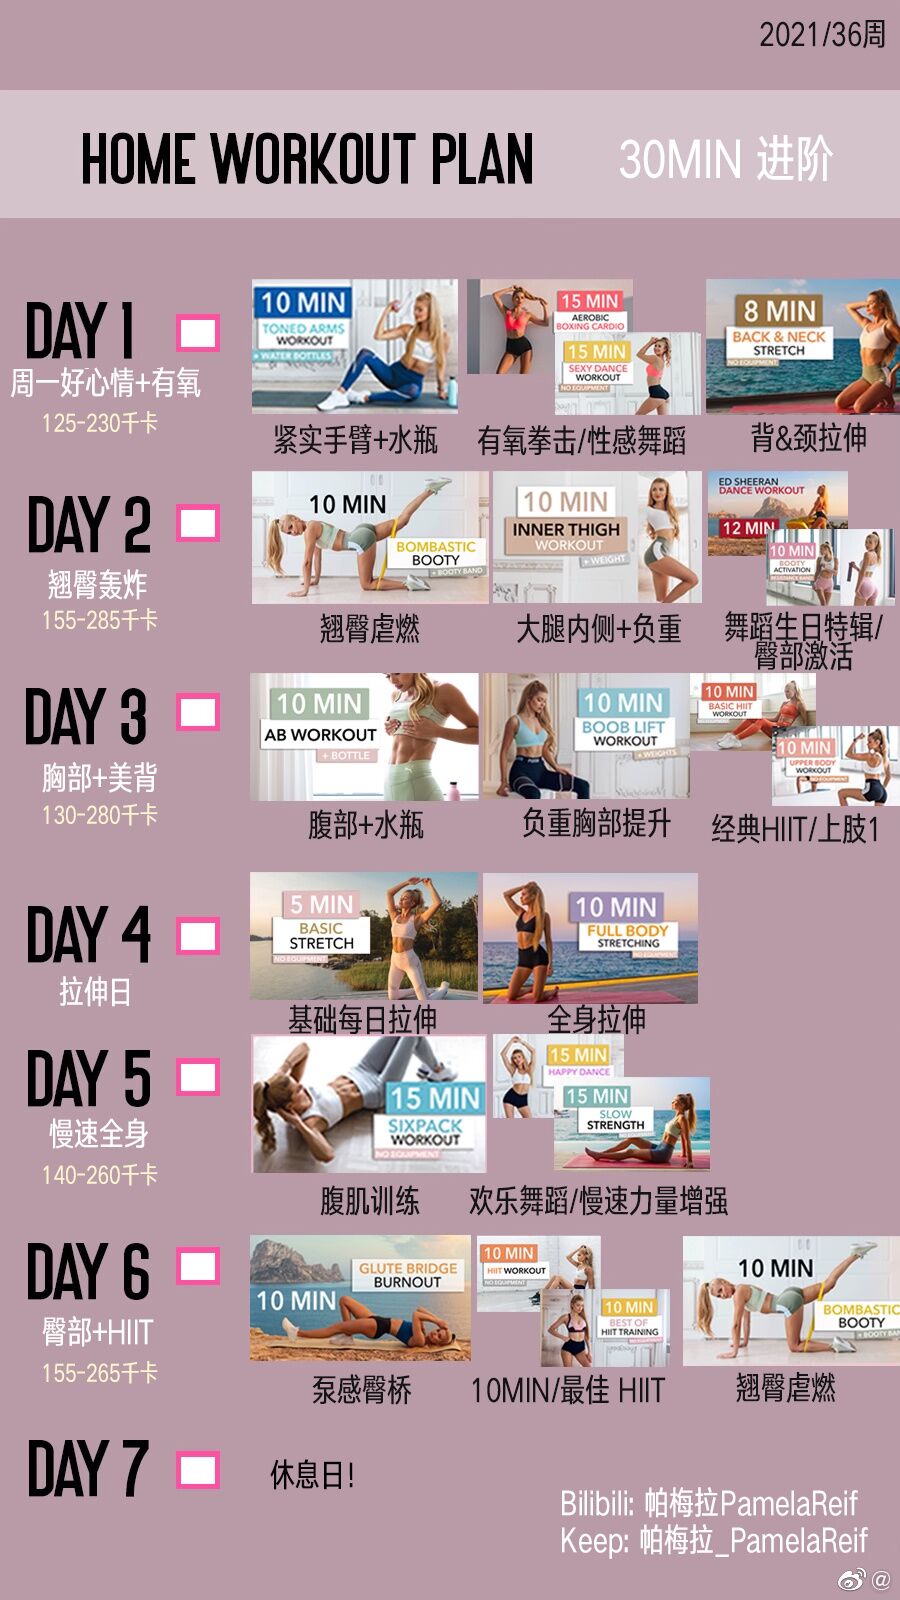 2021/36周
HOME WORKOUT PLAN
30MIN 进阶
DAY 1
周一好心情+有氧
125-230千卡
10 MIN
TONED ARMS
WORKOUT
+ WATER BOTTLES
紧实手臂+水瓶
15 MIN
AEROBIC
BOXING CARDIO
15 MIN
SEXY DANCE
WORKOUT
NO EQUIPMENT
有氧拳击/性感舞蹈
8 MIN
BACK & NECK
STRETCH
NO EQUIPMENT
背&颈拉伸
DAY 2
翘臀轰炸
155-285千卡
10 MIN
BOMBASTIC
BOOTY
+ BOOTY BAND
翘臀虐燃
10 MIN
INNER THIGH
WORKOUT
+ WEIGHT
大腿内侧+负重
ED SHEERAN
DANCE WORKOUT
12 MIN
10 MIN
BOOTY
ACTIVATION
RESISTANCE BAND
舞蹈生日特辑/
臀部激活
DAY 3
胸部+美背
130-280千卡
10 MIN
AB WORKOUT
+ BOTTLE
腹部+水瓶
10 MIN
BOOB LIFT
WORKOUT
+ WEIGHTS
负重胸部提升
10 MIN
BASIC HIIT
WORKOUT
10 MIN
UPPER BODY
WORKOUT
NO EQUIPMENT
经典HIIT/上肢1
DAY 4
拉伸日
5 MIN
BASIC
STRETCH
NO EQUIPMENT
基础每日拉伸
10 MIN
FULL BODY
STRETCHING
NO EQUIPMENT
全身拉伸
DAY 5
慢速全身
140-260千卡
15 MIN
SIXPACK
WORKOUT
NO EQUIPMENT
腹肌训练
15 MIN
HAPPY DANCE
15 MIN
SLOW
STRENGTH
NO EQUIPMENT
欢乐舞蹈/慢速力量增强
DAY 6
臀部+HIIT
155-265千卡
GLUTE BRIDGE
BURNOUT
10 MIN
泵感臀桥
10 MIN
HIIT WORKOUT
NO EQUIPMENT
10 MIN
BEST OF
HIIT TRAINING
10MIN/最佳 HIIT
10 MIN
BOMBASTIC
BOOTY
+ BOOTY BAN
翘臀虐燃
DAY 7
休息日!
Bilibili: 帕梅拉PamelaReif
Keep: 帕梅拉_PamelaReif
@